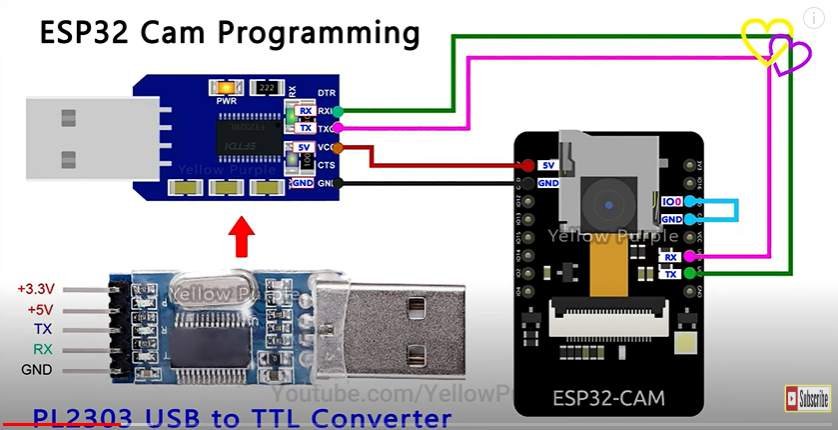 ESP32 Cam Programming
PWR
222
RX
DTR
RX RXI
TX TXO
5V VCC
CTS
GND GND
FTDI
Yellow Purple
5V
GND
IO0
GND
Yellow Purple
RX
TX
ESP32-CAM
+3.3V
+5V
TX
RX
GND
Yellow Purple
Youtube.com/YellowPu
PL2303 USB to TTL Converter
Subscribe